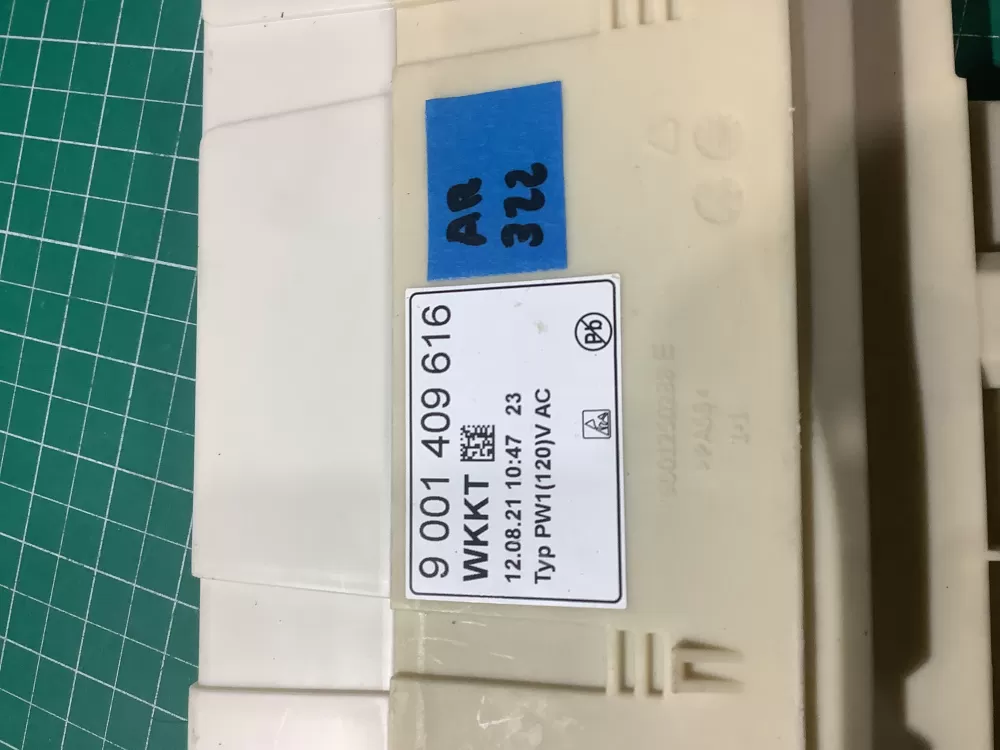 AR
322
9 001 409 616
WKKT
12.08.21 10:47 23
Typ PW1(120)V AC
Pb